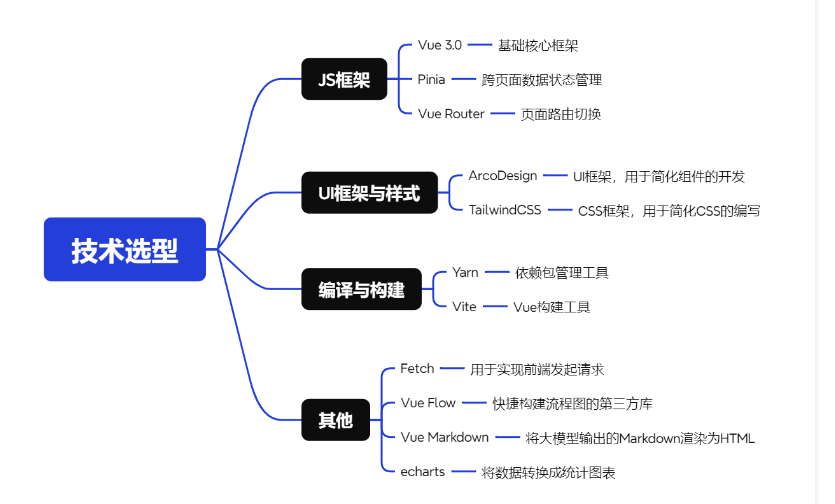 技术选型
JS框架
Vue 3.0 基础核心框架
Pinia 跨页面数据状态管理
Vue Router 页面路由切换
UI框架与样式
ArcoDesign UI框架，用于简化组件的开发
TailwindCSS CSS框架，用于简化CSS的编写
编译与构建
Yarn 依赖包管理工具
Vite Vue构建工具
其他
Fetch 用于实现前端发起请求
Vue Flow 快捷构建流程图的第三方库
Vue Markdown 将大模型输出的Markdown渲染为HTML
echarts 将数据转换成统计图表